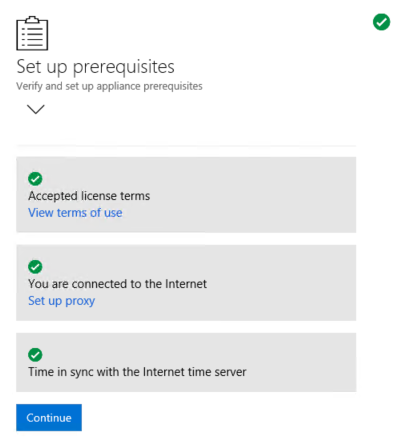 Set up prerequisites
Verify and set up appliance prerequisites
Accepted license terms
View terms of use
You are connected to the Internet
Set up proxy
Time in sync with the Internet time server
Continue